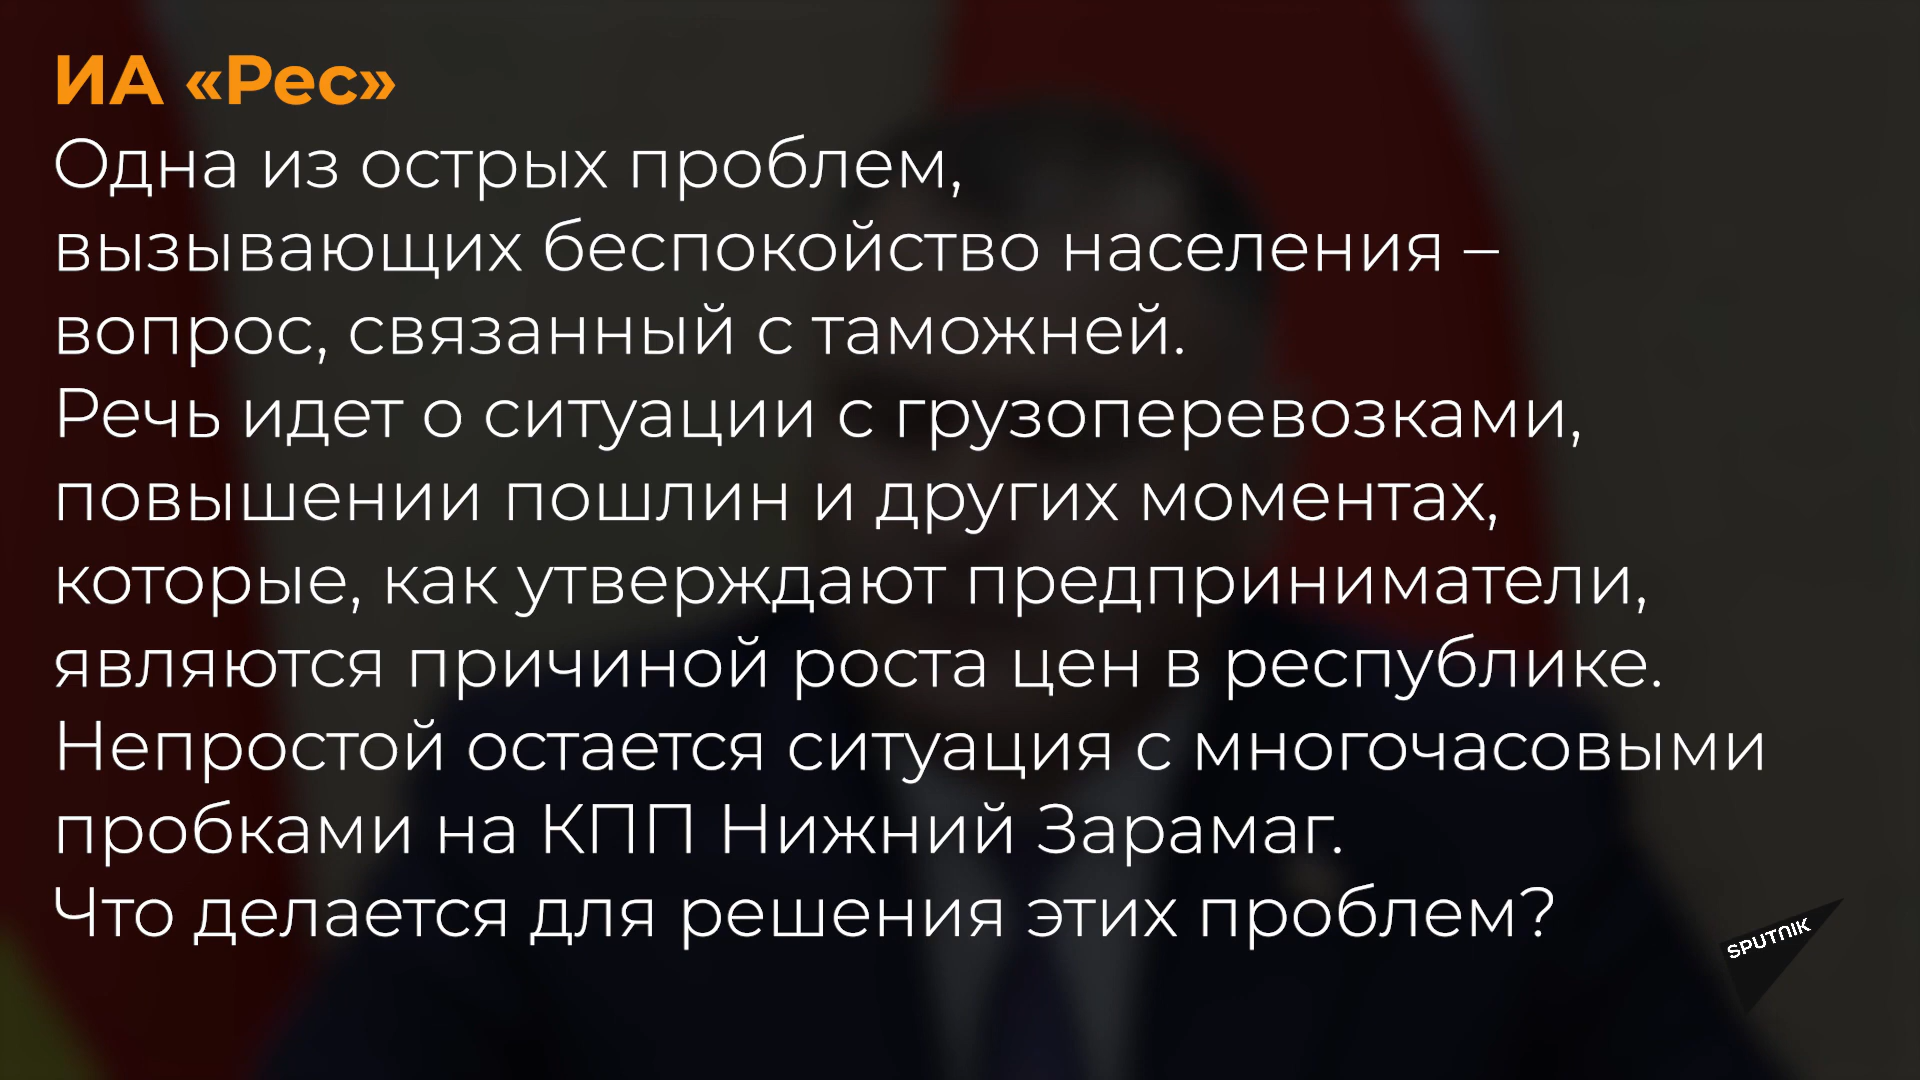 ИА «Рес»
Одна из острых проблем,
вызывающих беспокойство населения –
вопрос, связанный с таможней.
Речь идет о ситуации с грузоперевозками,
повышении пошлин и других моментах,
которые, как утверждают предприниматели,
являются причиной роста цен в республике.
Непростой остается ситуация с многочасовыми
пробками на КПП Нижний Зарамаг.
Что делается для решения этих проблем?
SPUTNIK